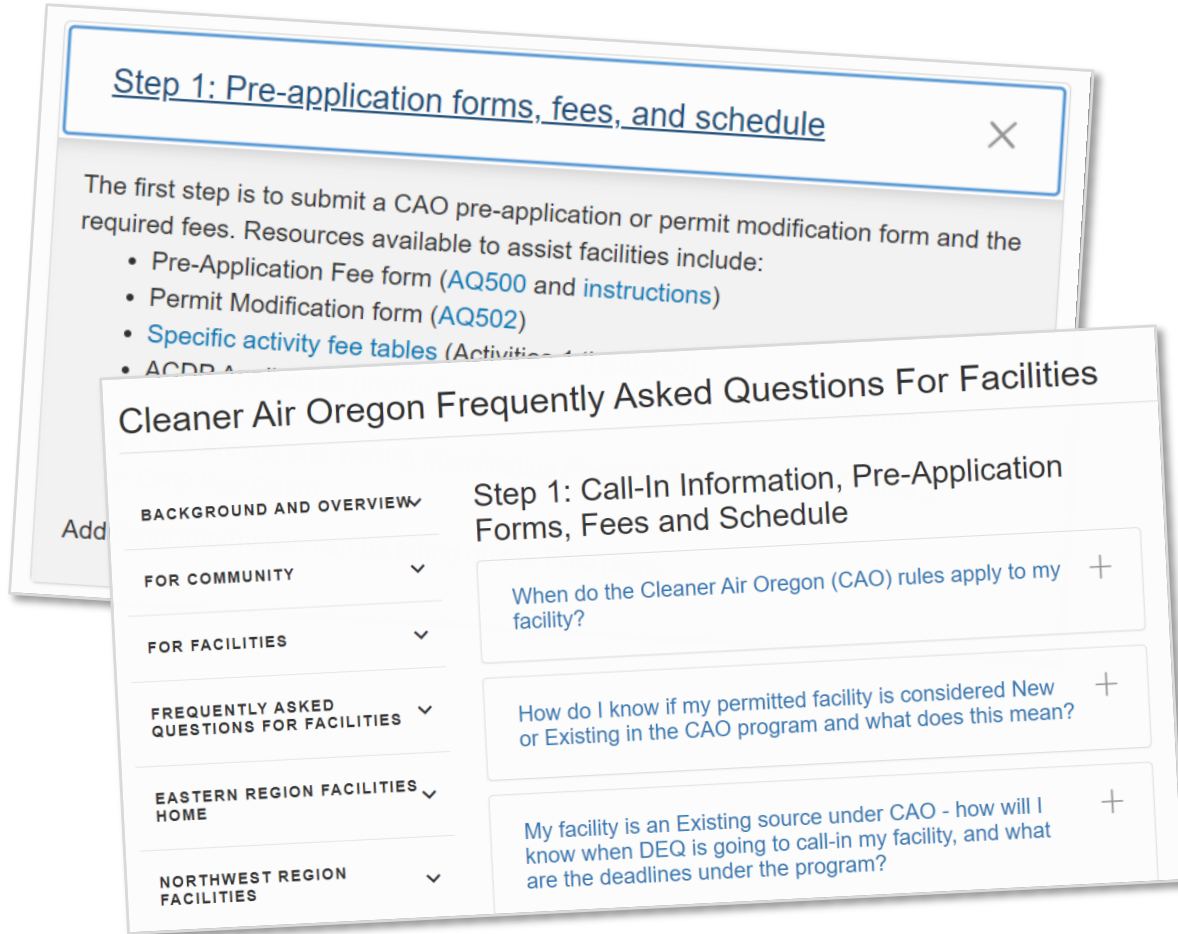 Step 1: Pre-application forms, fees, and schedule
The first step is to submit a CAO pre-application or permit modification form and the
required fees. Resources available to assist facilities include:
• Pre-Application Fee form (AQ500 and instructions)
• Permit Modification form (AQ502)
• Specific activity fee tables (Activities
• ACDP
Add
Cleaner Air Oregon Frequently Asked Questions For Facilities
BACKGROUND AND OVERVIEW
FOR COMMUNITY
FOR FACILITIES
FREQUENTLY ASKED
QUESTIONS FOR FACILITIES
EASTERN REGION FACILITIES
HOME
NORTHWEST REGION
FACILITIES
Step 1: Call-In Information, Pre-Application
Forms, Fees and Schedule
When do the Cleaner Air Oregon (CAO) rules apply to my
facility?
How do I know if my permitted facility is considered New
or Existing in the CAO program and what does this mean?
My facility is an Existing source under CAO - how will I
know when DEQ is going to call-in my facility, and what
are the deadlines under the program?